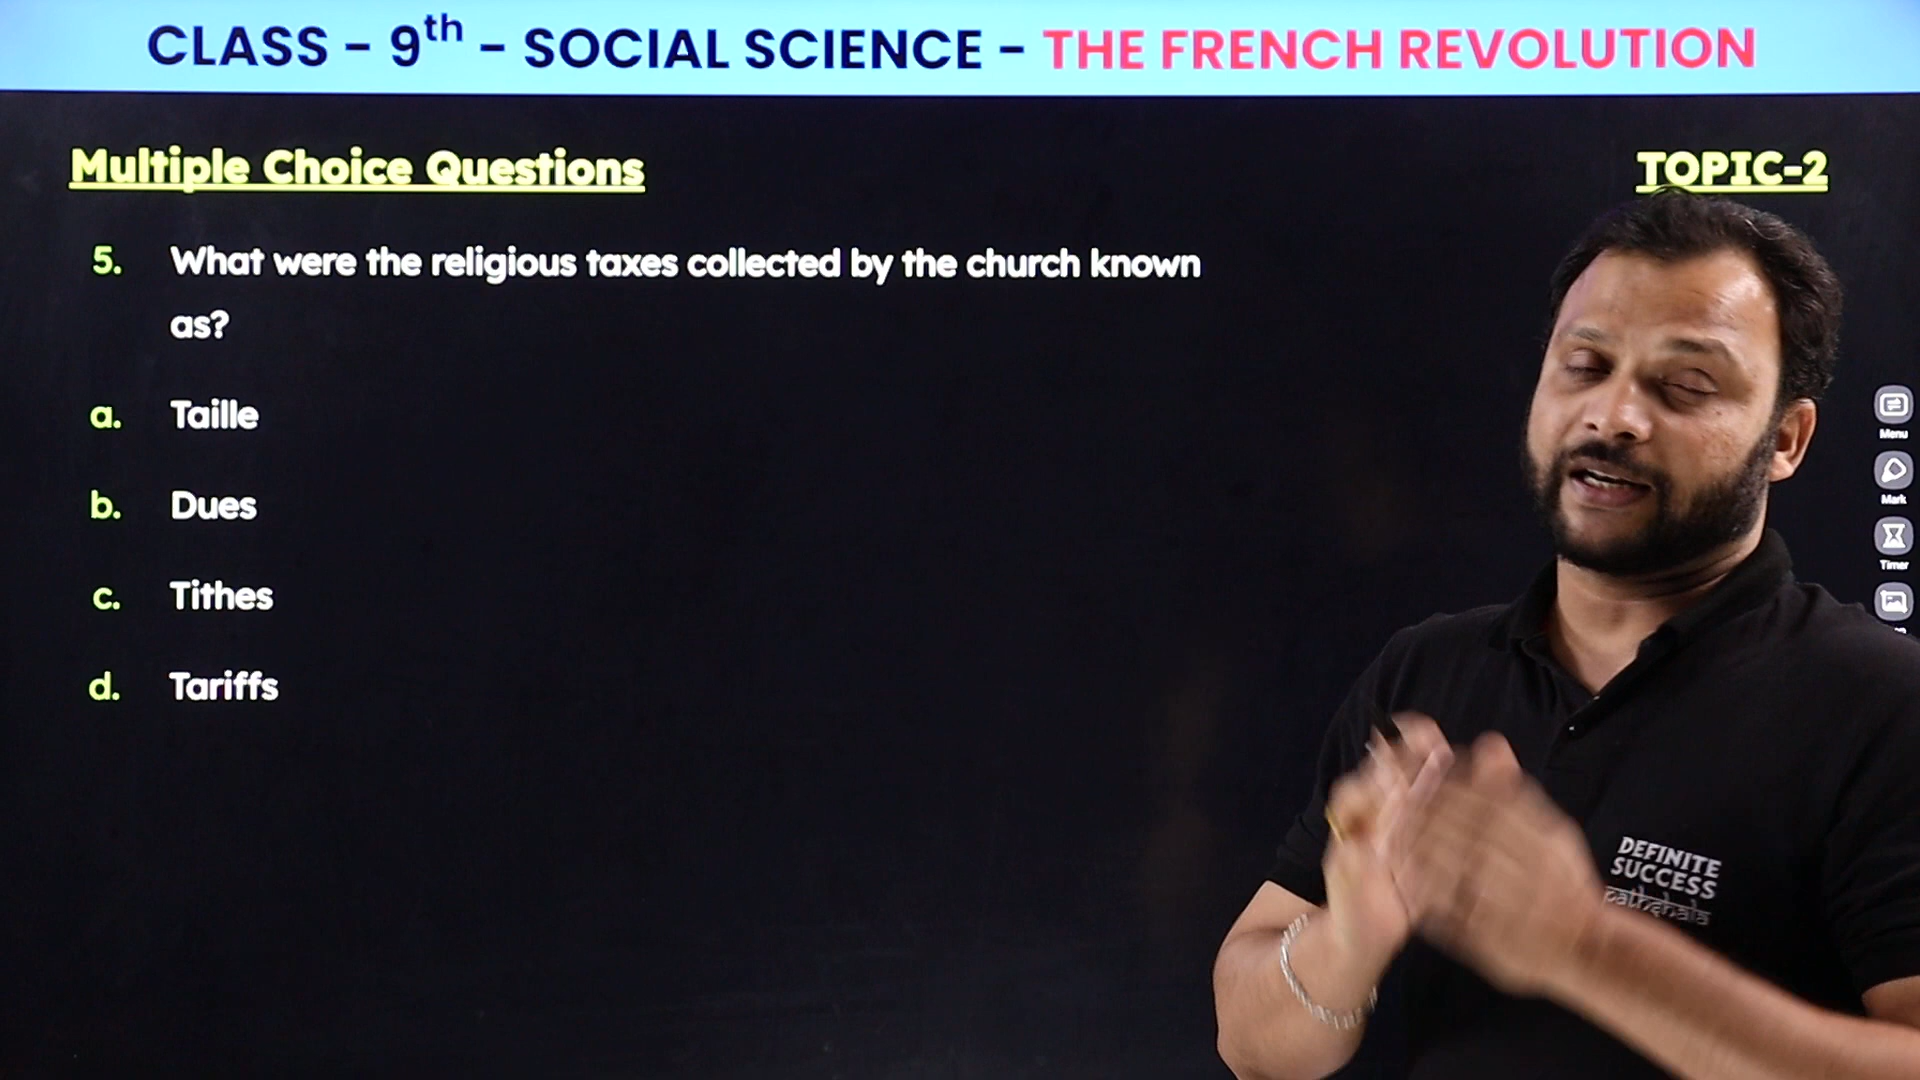 CLASS - 9th - SOCIAL SCIENCE - THE FRENCH REVOLUTION
Multiple Choice Questions
TOPIC-2
5. What were the religious taxes collected by the church known
as?
a. Taille
b. Dues
c. Tithes
d. Tariffs
Menu
Mark
Timer
DEFINITE
SUCCESS
pathshala